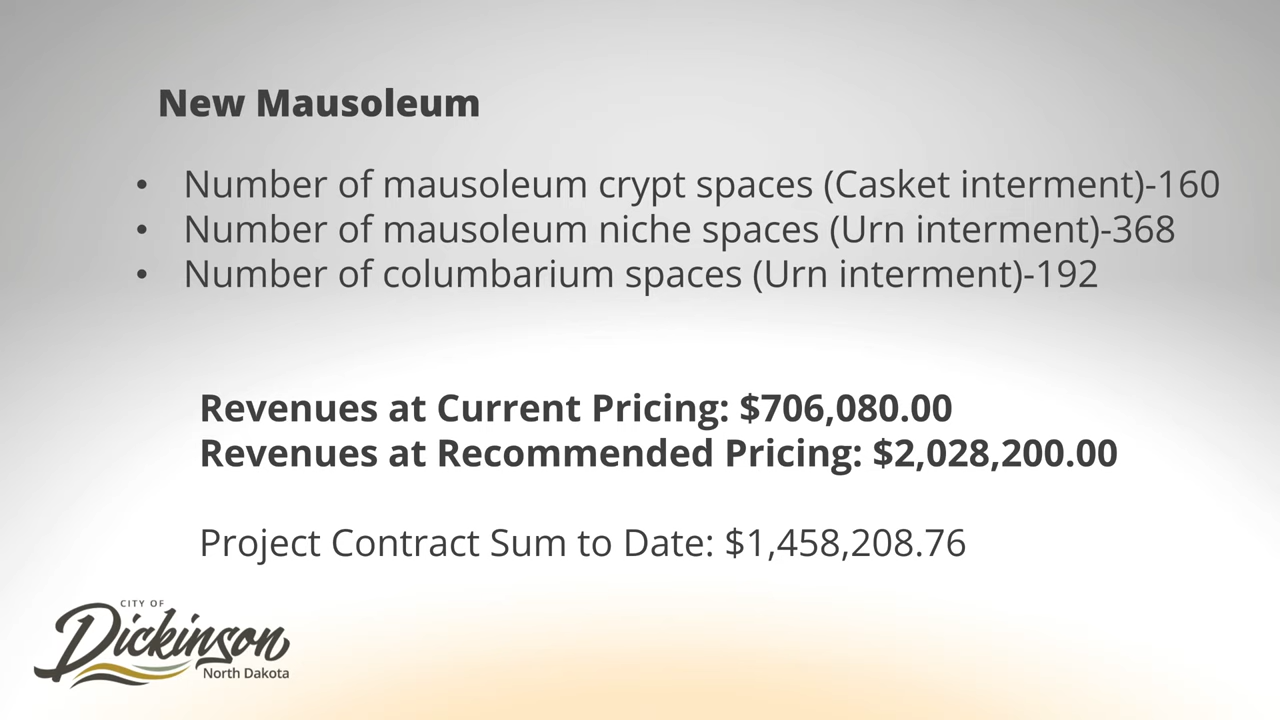 New Mausoleum
• Number of mausoleum crypt spaces (Casket interment)-160
• Number of mausoleum niche spaces (Urn interment)-368
• Number of columbarium spaces (Urn interment)-192
Revenues at Current Pricing: $706,080.00
Revenues at Recommended Pricing: $2,028,200.00
Project Contract Sum to Date: $1,458,208.76
CITY OF
Dickinson
North Dakota